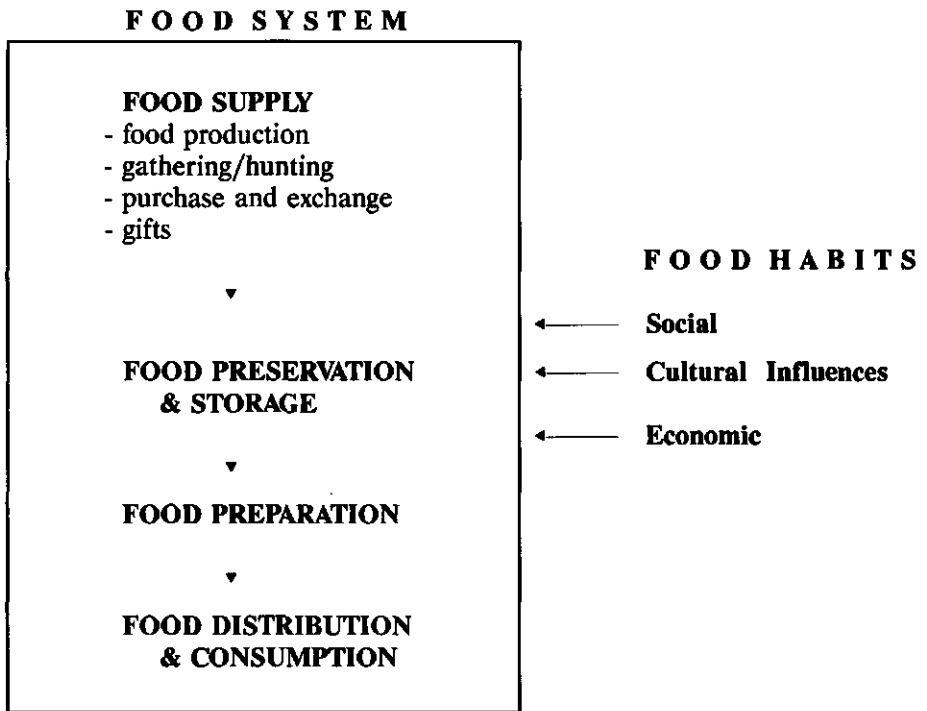 FOOD SYSTEM
FOOD SUPPLY
- food production
- gathering/hunting
- purchase and exchange
- gifts
FOOD PRESERVATION
& STORAGE
FOOD PREPARATION
FOOD DISTRIBUTION
& CONSUMPTION
FOOD HABITS
Social
Cultural Influences
Economic